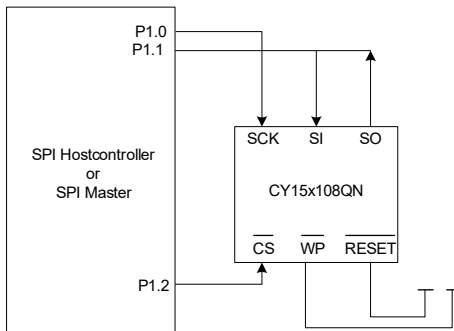 P1.0
P1.1
SCK SI SO
SPI Hostcontroller
or
SPI Master
CY15x108QN
CS WP RESET
P1.2